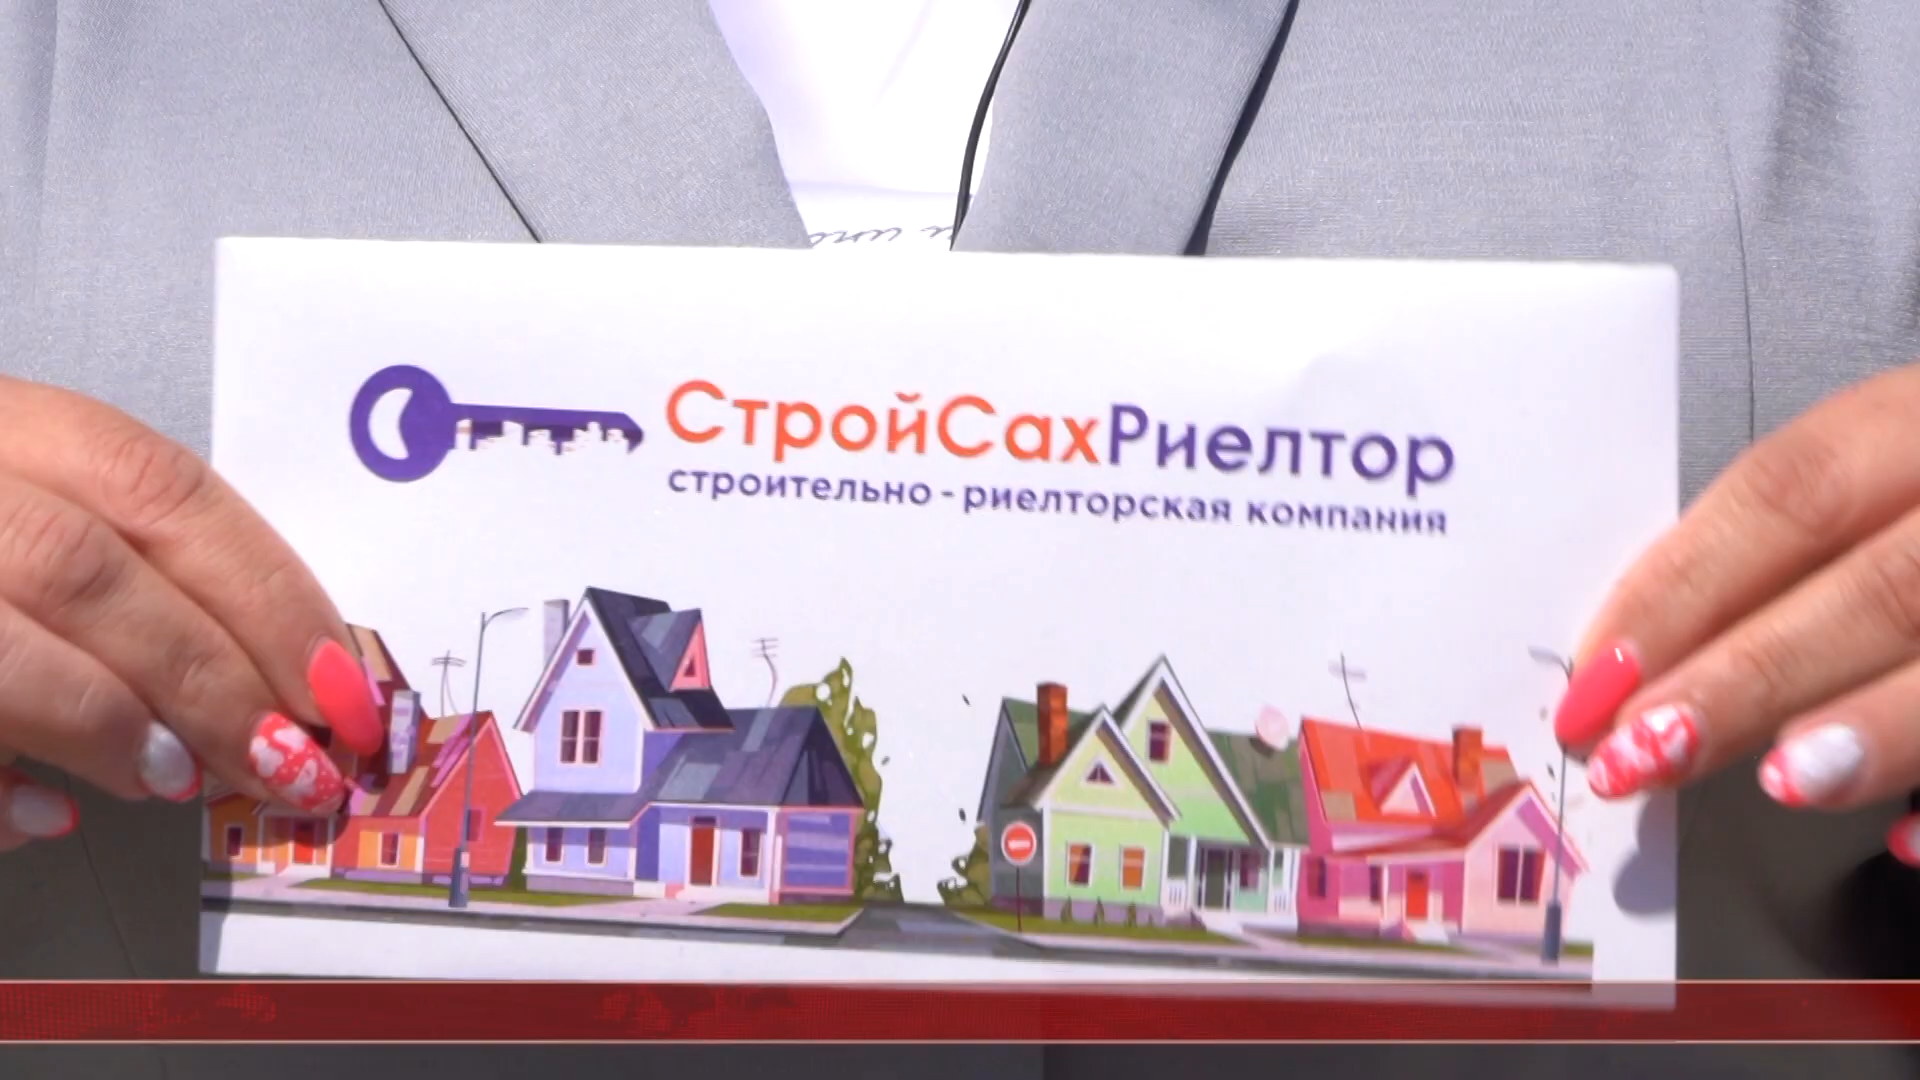 СтройСахРиелтор
строительно - риелторская компания